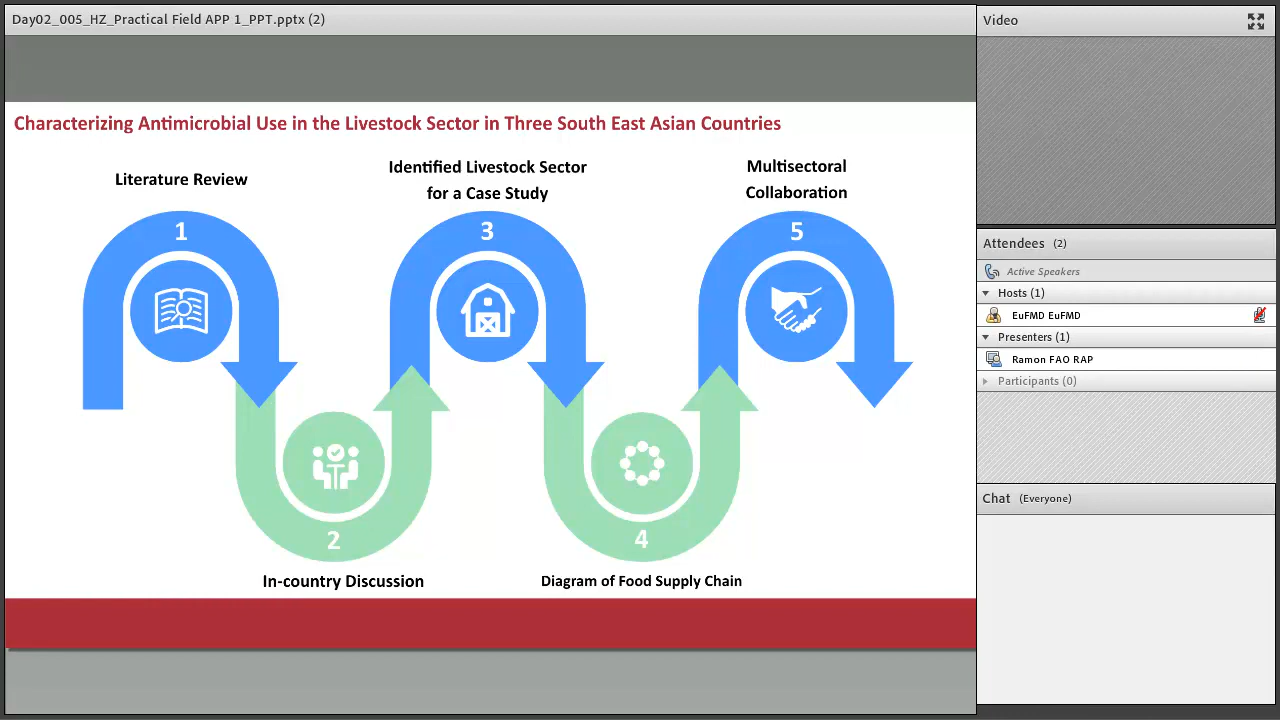 Day02_005_HZ_Practical Field APP 1_PPT.pptx (2)
Characterizing Antimicrobial Use in the Livestock Sector in Three South East Asian Countries
Literature Review
Identified Livestock Sector
for a Case Study
Multisectoral
Collaboration
1
3
5
2
4
In-country Discussion
Diagram of Food Supply Chain
Video
Attendees (2)
Active Speakers
Hosts (1)
EuFMD EuFMD
Presenters (1)
Ramon FAO RAP
Participants (0)
Chat (Everyone)